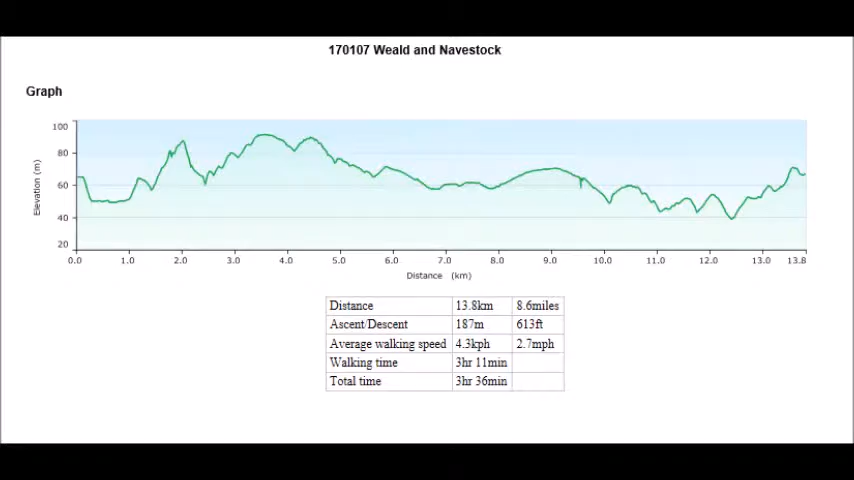 170107 Weald and Navestock
Graph
100
80
60
40
20
Elevation (m)
0.0 1.0 2.0 3.0 4.0 5.0 6.0 7.0 8.0 9.0 10.0 11.0 12.0 13.0 13.8
Distance (km)
Distance 13.8km 8.6miles
Ascent/Descent 187m 613ft
Average walking speed 4.3kph 2.7mph
Walking time 3hr 11min
Total time 3hr 36min